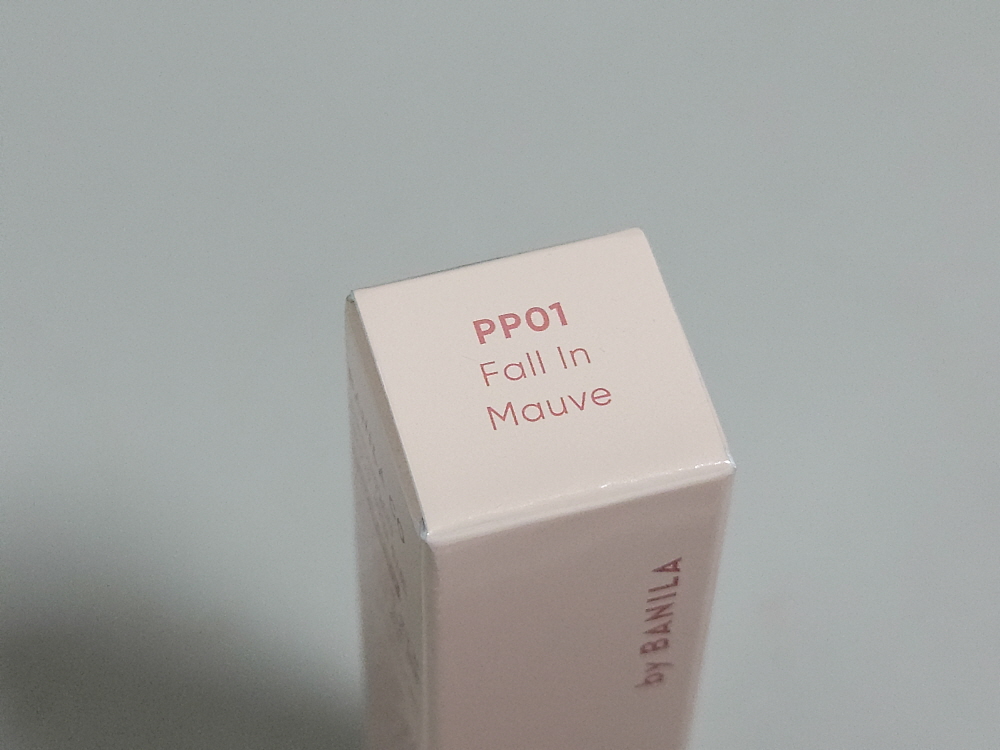 PP01
Fall In
Mauve
by BANILA